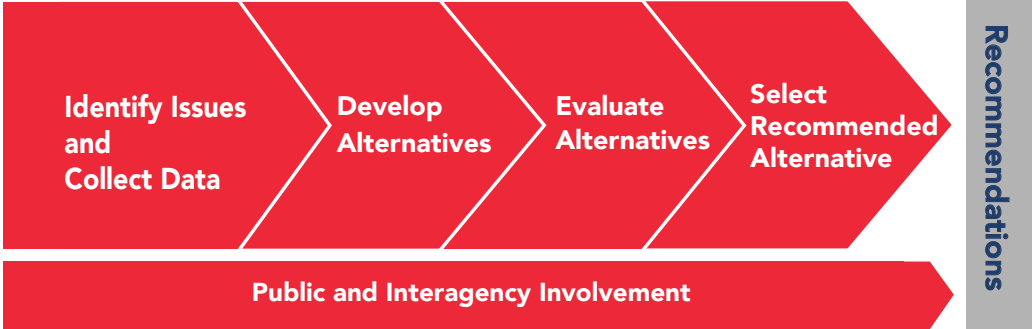 Identify Issues
and
Collect Data
Develop
Alternatives
Evaluate
Alternatives
Select
Recommended
Alternative
Recommendations
Public and Interagency Involvement